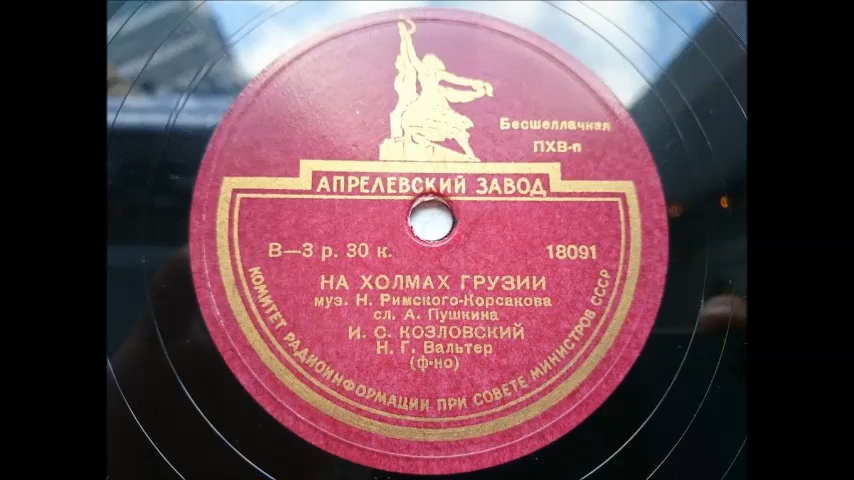 Бесшеллачная
ПХВ-п
АПРЕЛЕВСКИЙ ЗАВОД
В—3 р. 30 к.
18091
НА ХОЛМАХ ГРУЗИИ
муз. Н. Римского-Корсакова
сл. А. Пушкина
И. С. КОЗЛОВСКИЙ
Н. Г. Вальтер
(ф-но)
КОМИТЕТ РАДИОИНФОРМАЦИИ ПРИ СОВЕТЕ МИНИСТРОВ СССР